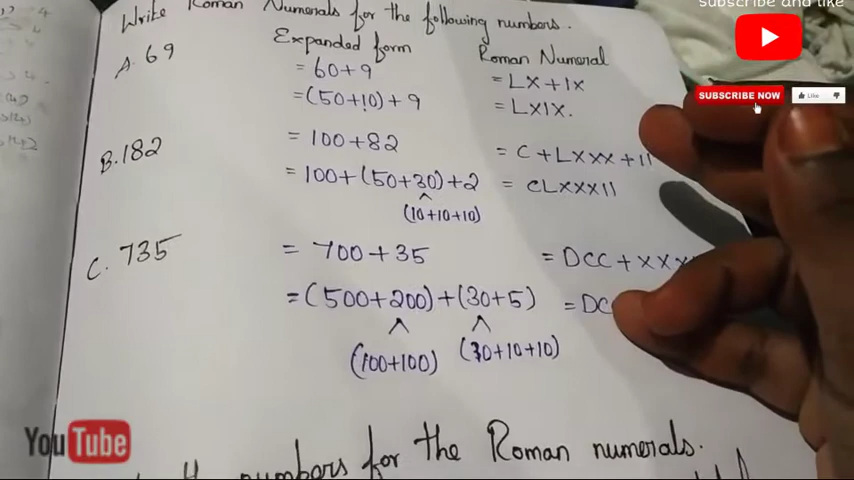 Subscribe and like
Write Roman Numerals for the following numbers.
Expanded form Roman Numeral
A. 69 = 60+9 = LX+IX
= (50+10)+9 = LXIX.
B. 182 = 100+82 = C+LXXX+II
= 100+(50+30)+2 = CLXXXII
(10+10+10)
C. 735 = 700+35 = DCC+XXX
= (500+200)+(30+5) = DC
(100+100) (10+10+10)
SUBSCRIBE NOW Like
numbers for the Roman numerals.
YouTube